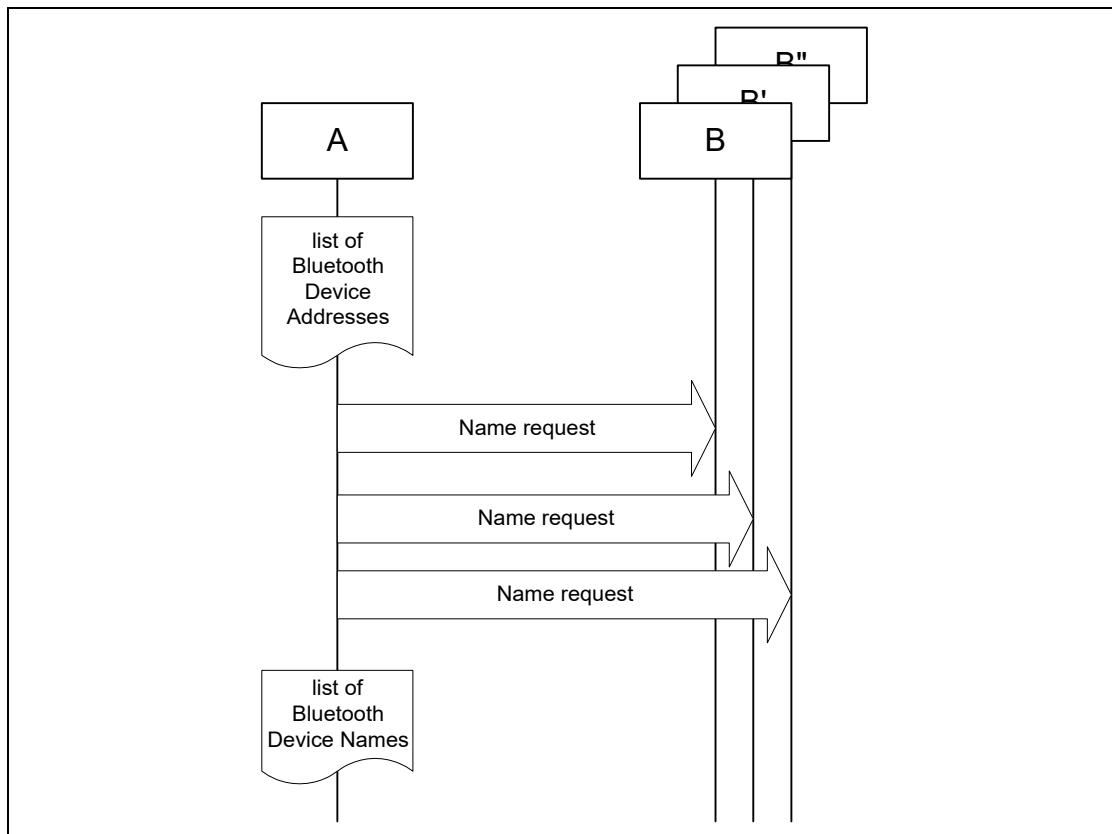 B"
B'
A
B
list of
Bluetooth
Device
Addresses
Name request
Name request
Name request
list of
Bluetooth
Device Names